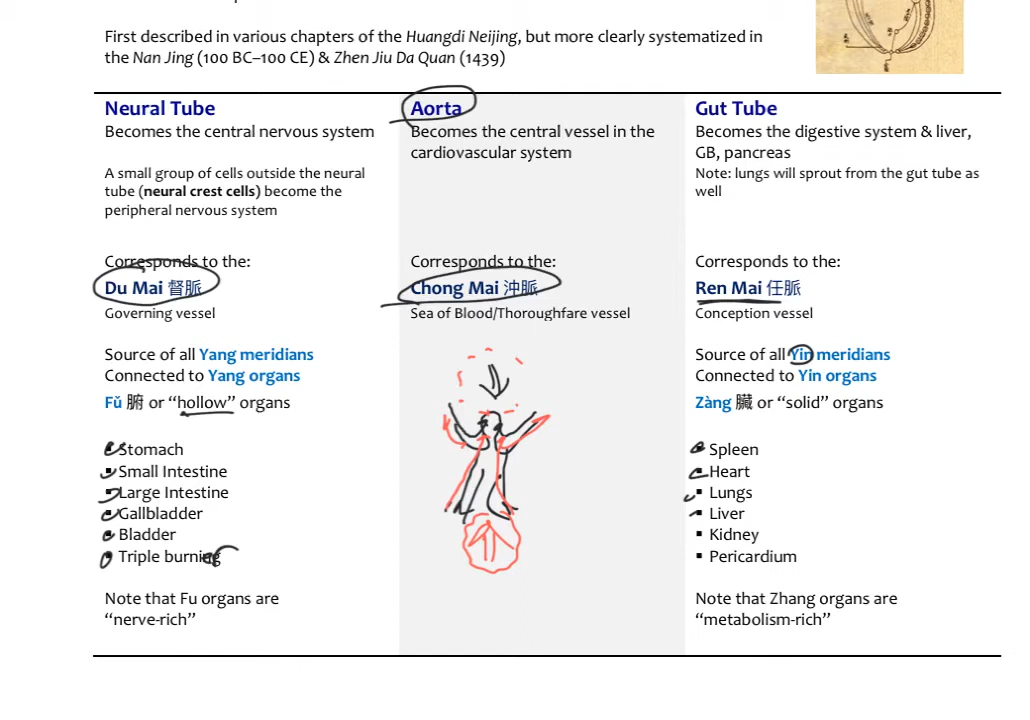 First described in various chapters of the Huangdi Neijing, but more clearly systematized in
the Nan Jing (100 BC–100 CE) & Zhen Jiu Da Quan (1439)
Neural Tube
Becomes the central nervous system
A small group of cells outside the neural
tube (neural crest cells) become the
peripheral nervous system
Corresponds to the:
Du Mai 督脈
Governing vessel
Source of all Yang meridians
Connected to Yang organs
Fŭ 腑 or “hollow” organs
Stomach
▪ Small Intestine
▪ Large Intestine
Gallbladder
Bladder
Triple burning
Note that Fu organs are
“nerve-rich”
Aorta
Becomes the central vessel in the
cardiovascular system
Corresponds to the:
Chong Mai 沖脈
Sea of Blood/Thoroughfare vessel
Gut Tube
Becomes the digestive system & liver,
GB, pancreas
Note: lungs will sprout from the gut tube as
well
Corresponds to the:
Ren Mai 任脈
Conception vessel
Source of all Yin meridians
Connected to Yin organs
Zàng 臟 or “solid” organs
▪ Spleen
▪ Heart
▪ Lungs
▪ Liver
▪ Kidney
▪ Pericardium
Note that Zhang organs are
“metabolism-rich”